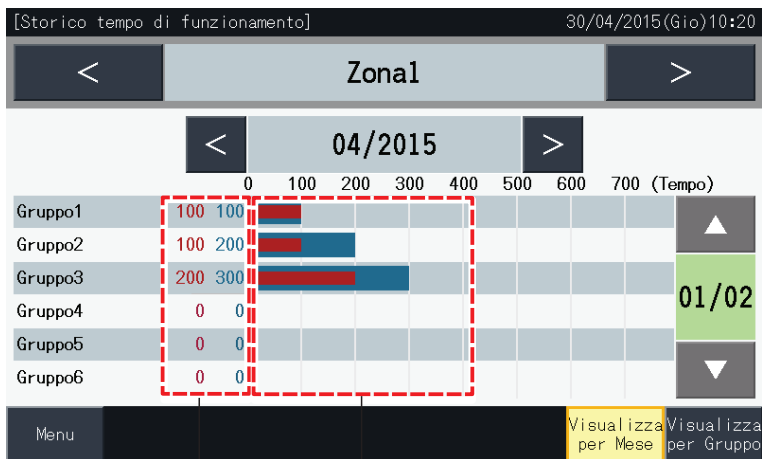 [Storico tempo di funzionamento] 30/04/2015(Gio)10:20
< Zona1 >
< 04/2015 >
0 100 200 300 400 500 600 700 (Tempo)
Gruppo1 100 100
Gruppo2 100 200
Gruppo3 200 300
Gruppo4 0 0
Gruppo5 0 0
Gruppo6 0 0
01/02
Menu
Visualizza per Mese
Visualizza per Gruppo